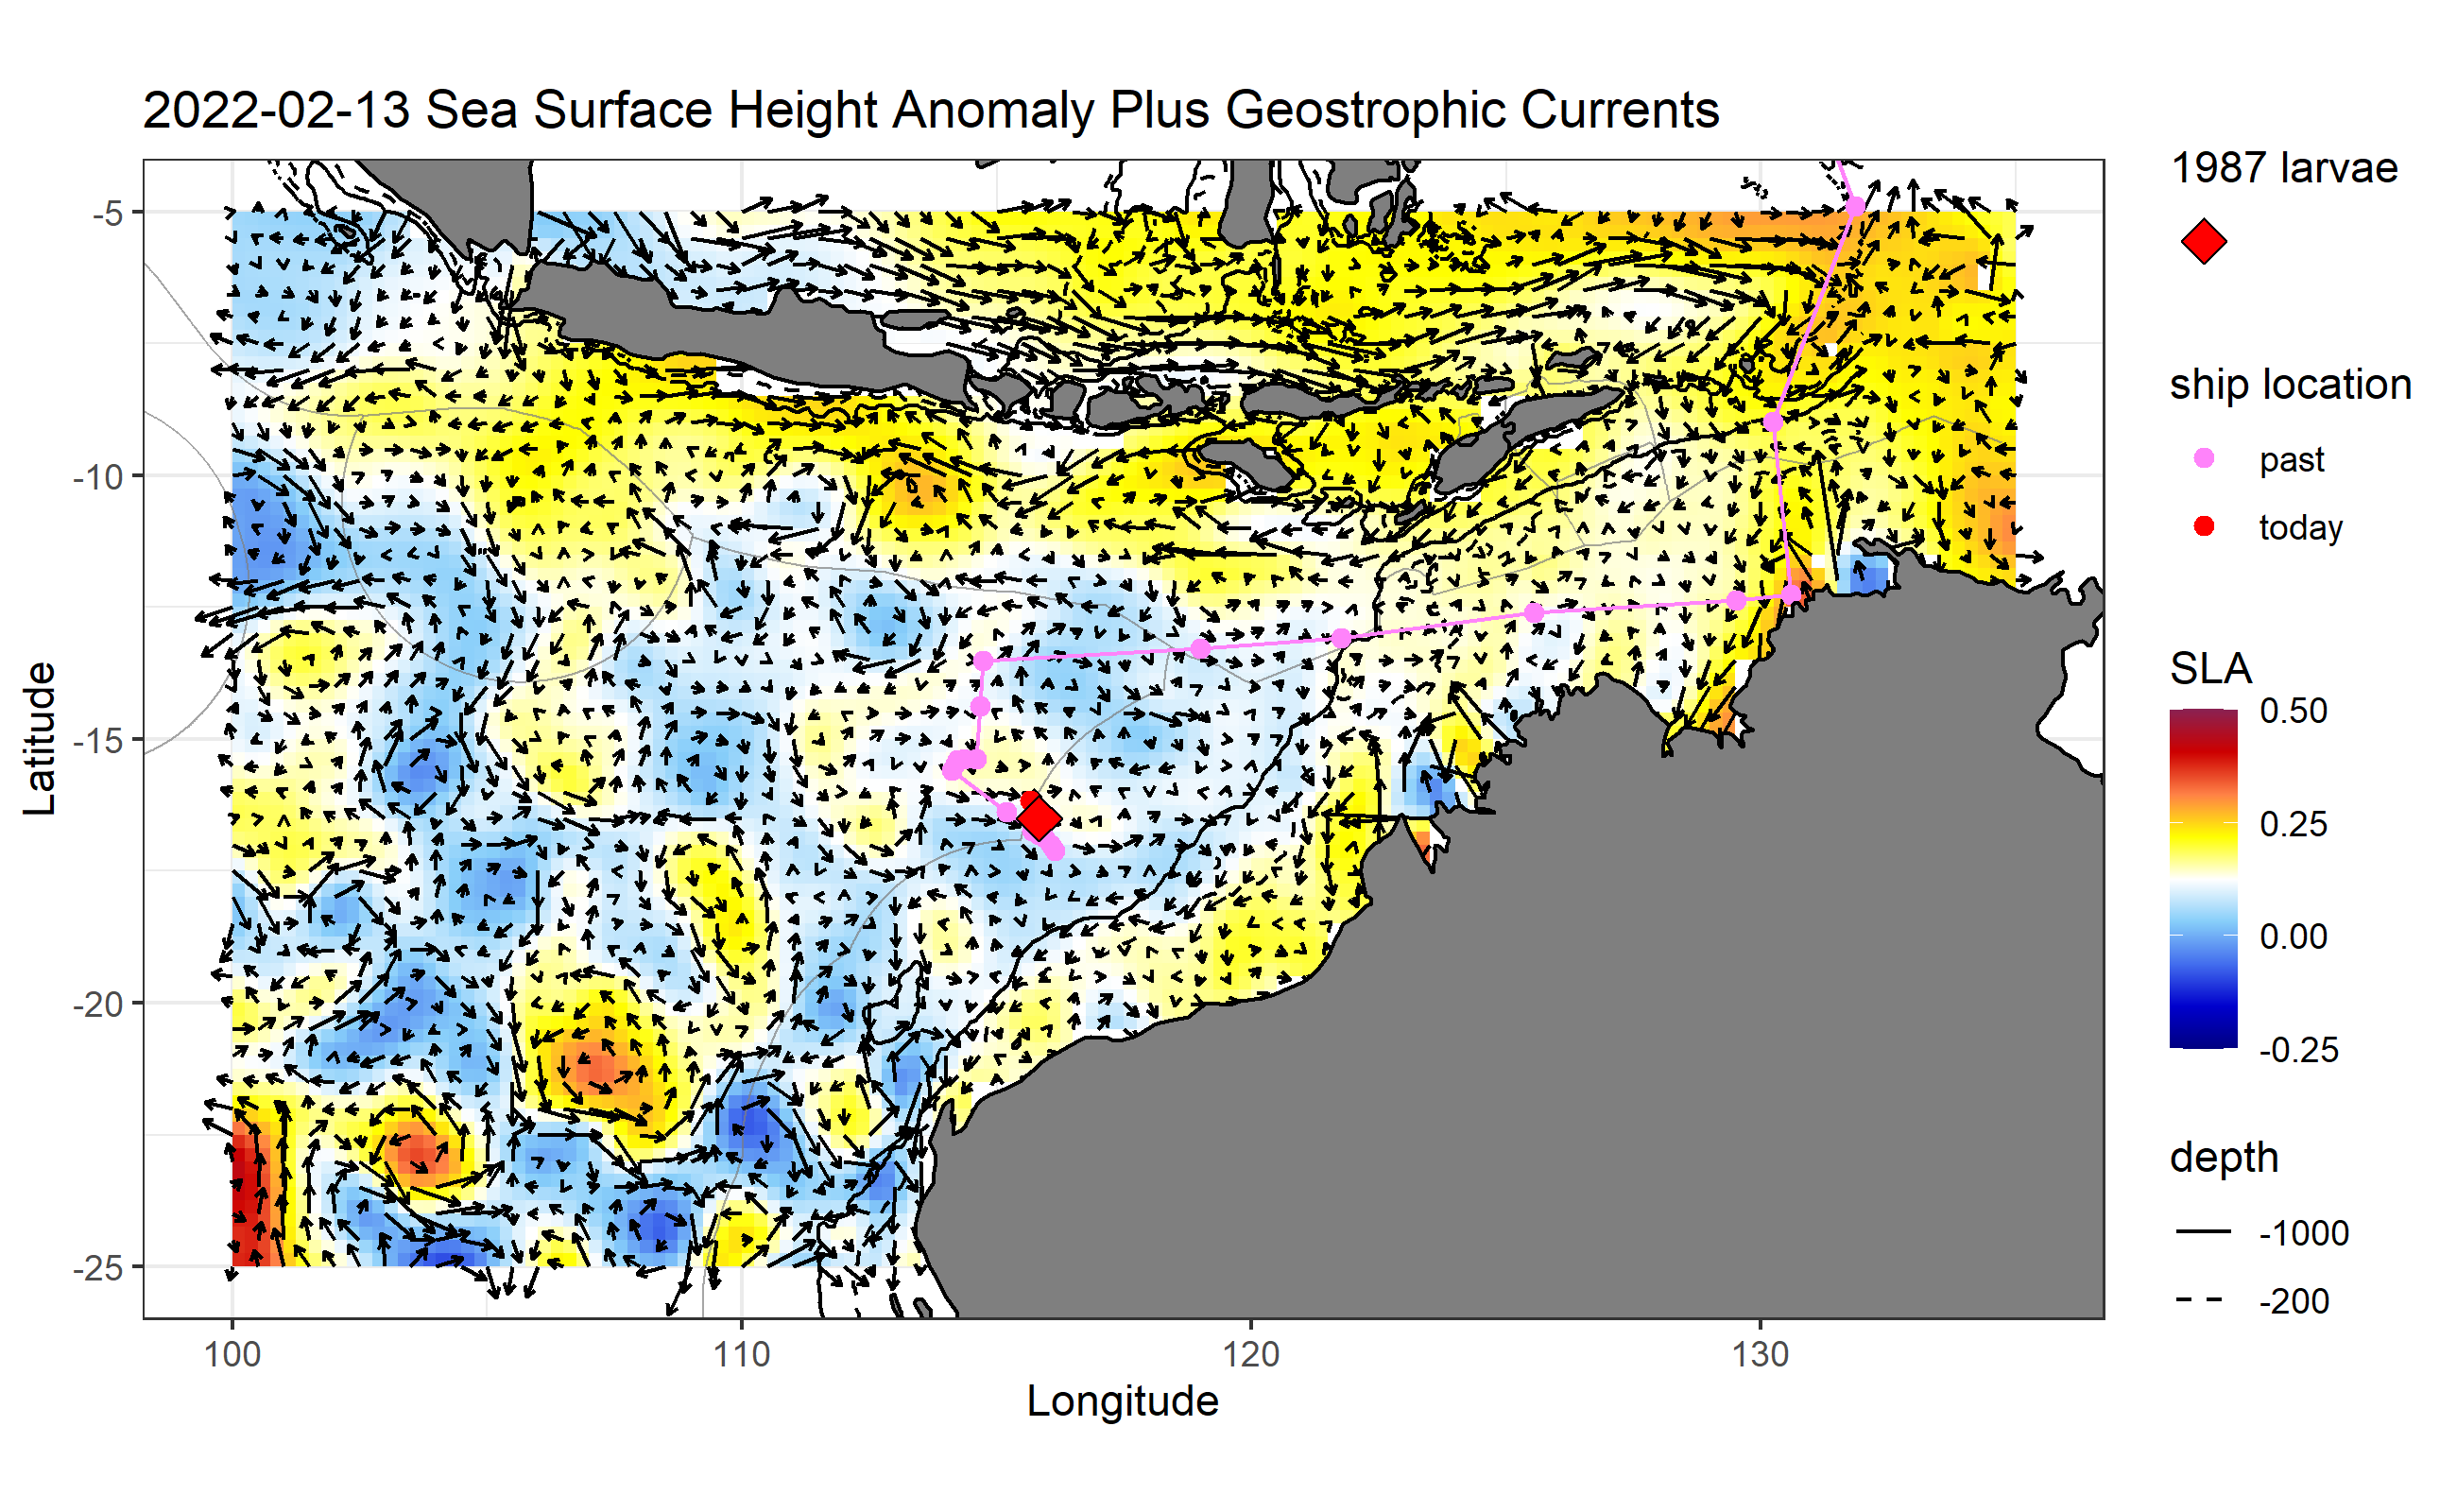 2022-02-13 Sea Surface Height Anomaly Plus Geostrophic Currents
1987 larvae
ship location
past
today
SLA
0.50
0.25
0.00
-0.25
depth
-1000
-200
Latitude
-5
-10
-15
-20
-25
100
110
120
130
Longitude